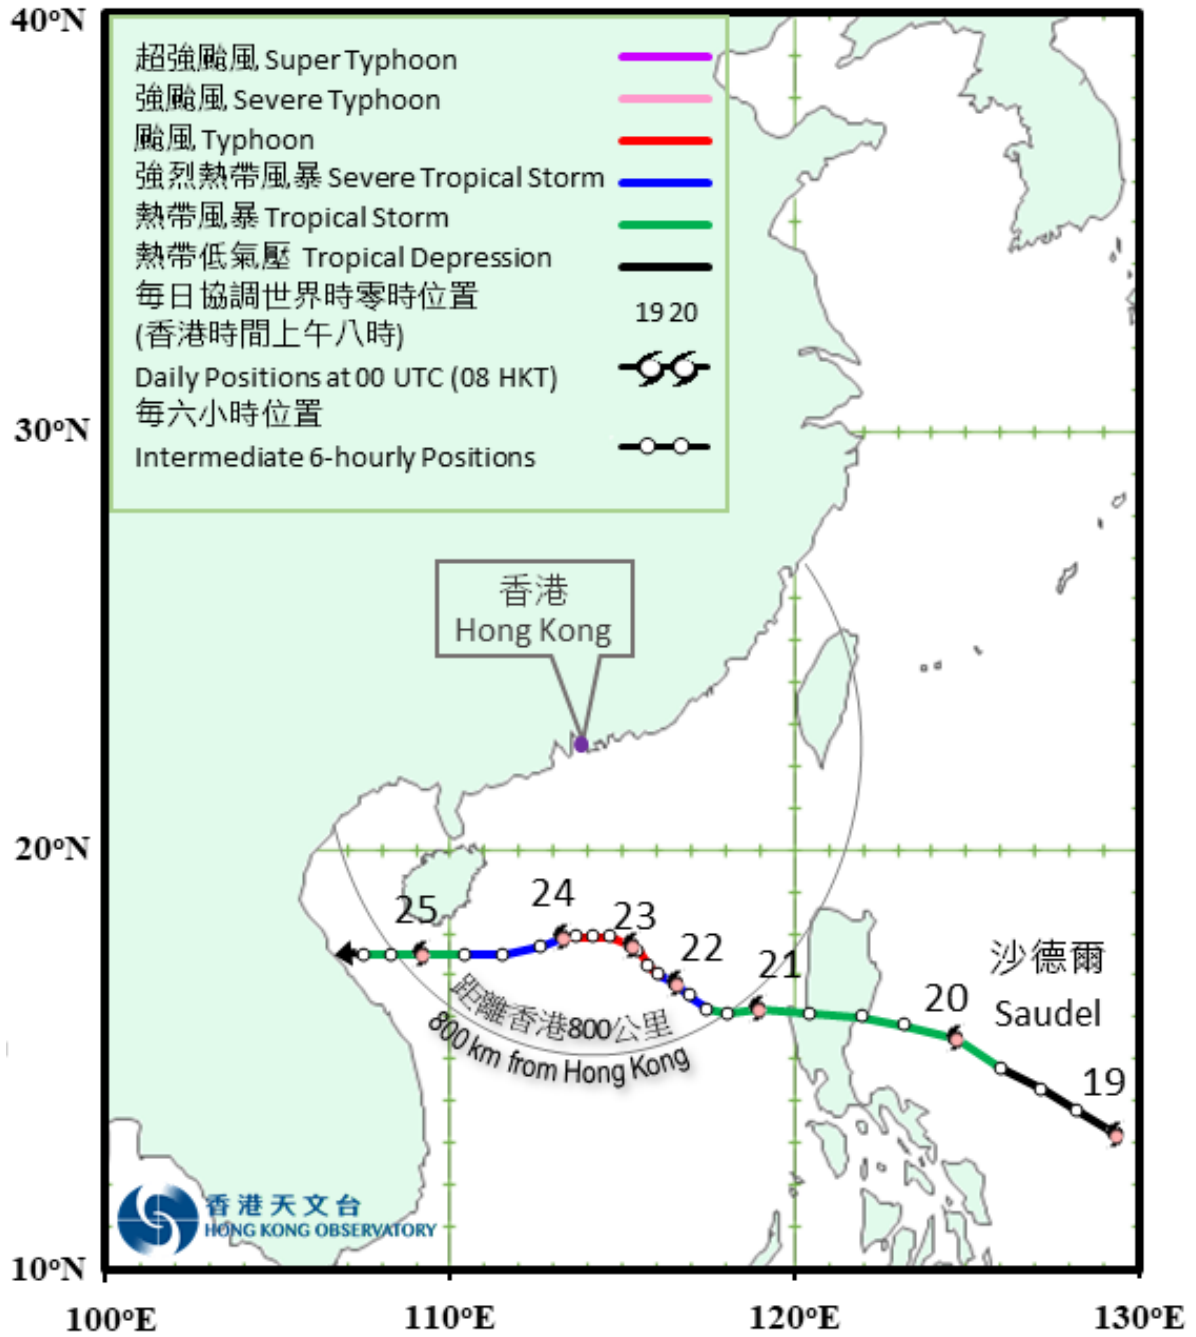 40°N
超強颱風 Super Typhoon
強颱風 Severe Typhoon
颱風 Typhoon
強烈熱帶風暴 Severe Tropical Storm
熱帶風暴 Tropical Storm
熱帶低氣壓 Tropical Depression
每日協調世界時零時位置
(香港時間上午八時)
19 20
Daily Positions at 00 UTC (08 HKT)
每六小時位置
Intermediate 6-hourly Positions
30°N
香港
Hong Kong
20°N
25
24
23
22
21
20
19
沙德爾
Saudel
距離香港800公里
800 km from Hong Kong
香港天文台
HONG KONG OBSERVATORY
10°N
100°E
110°E
120°E
130°E